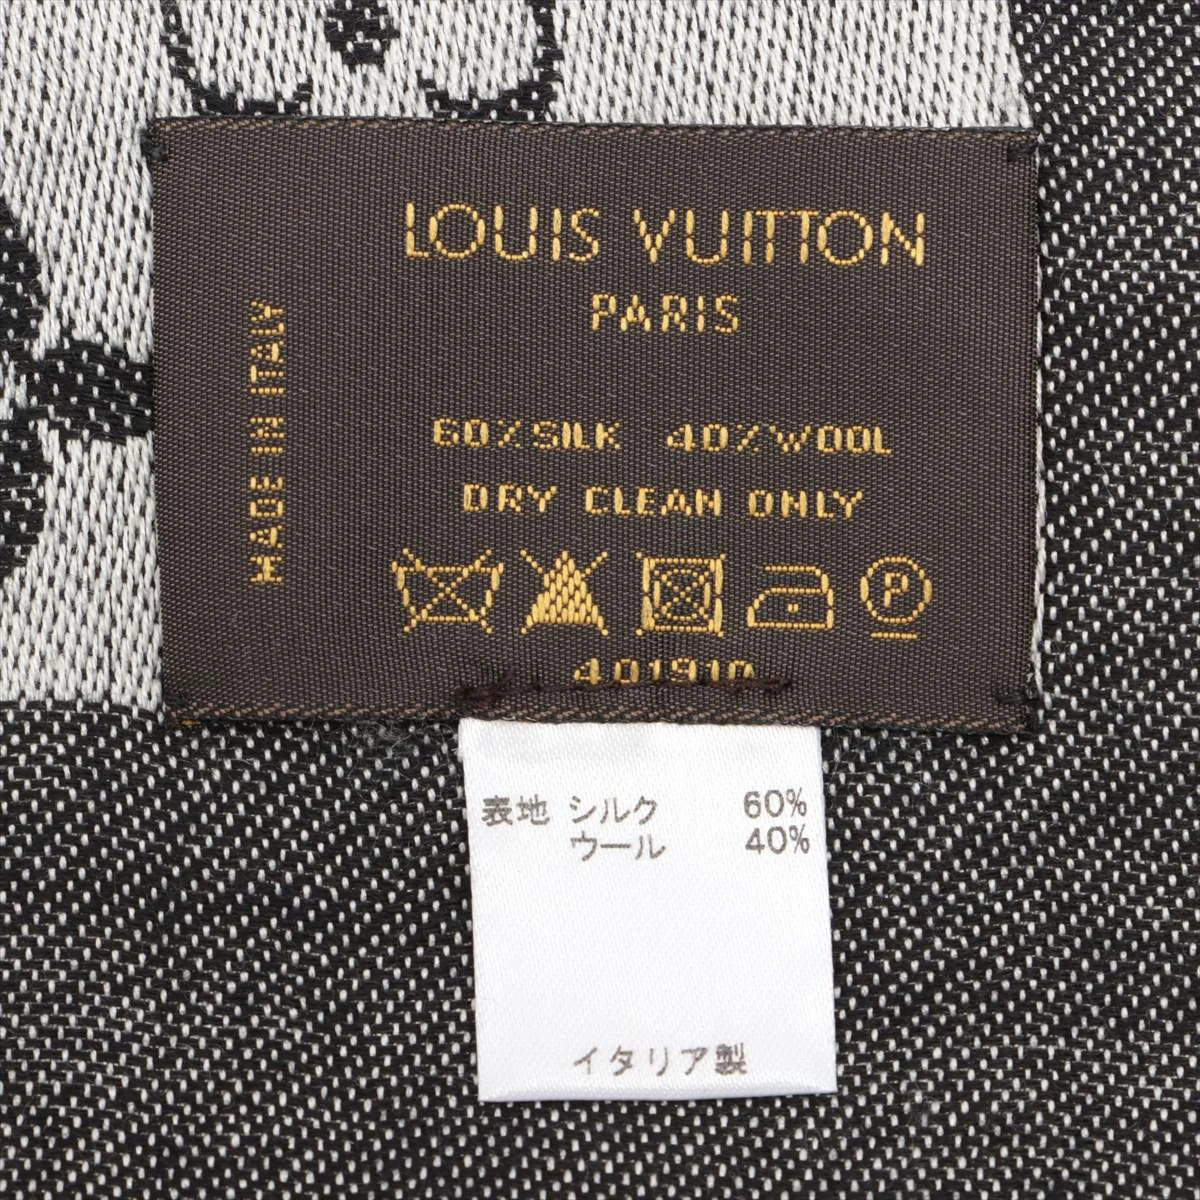 LOUIS VUITTON
PARIS
MADE IN ITALY
60% SILK 40% WOOL
DRY CLEAN ONLY
P
401910
表地 シルク 60%
ウール 40%
イタリア製